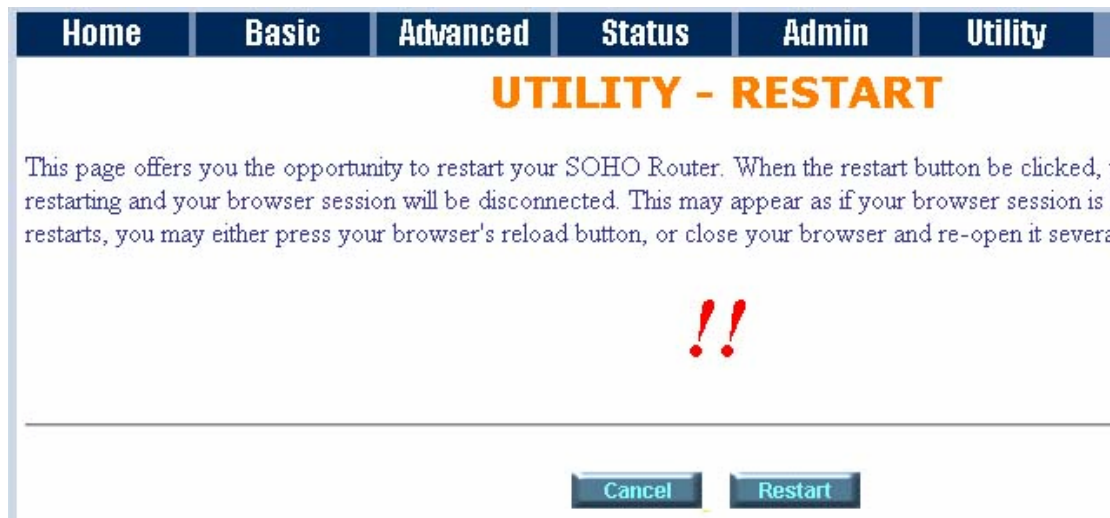 Home Basic Advanced Status Admin Utility
UTILITY - RESTART
This page offers you the opportunity to restart your SOHO Router. When the restart button be clicked,
restarting and your browser session will be disconnected. This may appear as if your browser session is
restarts, you may either press your browser's reload button, or close your browser and re-open it severa
!!
Cancel Restart